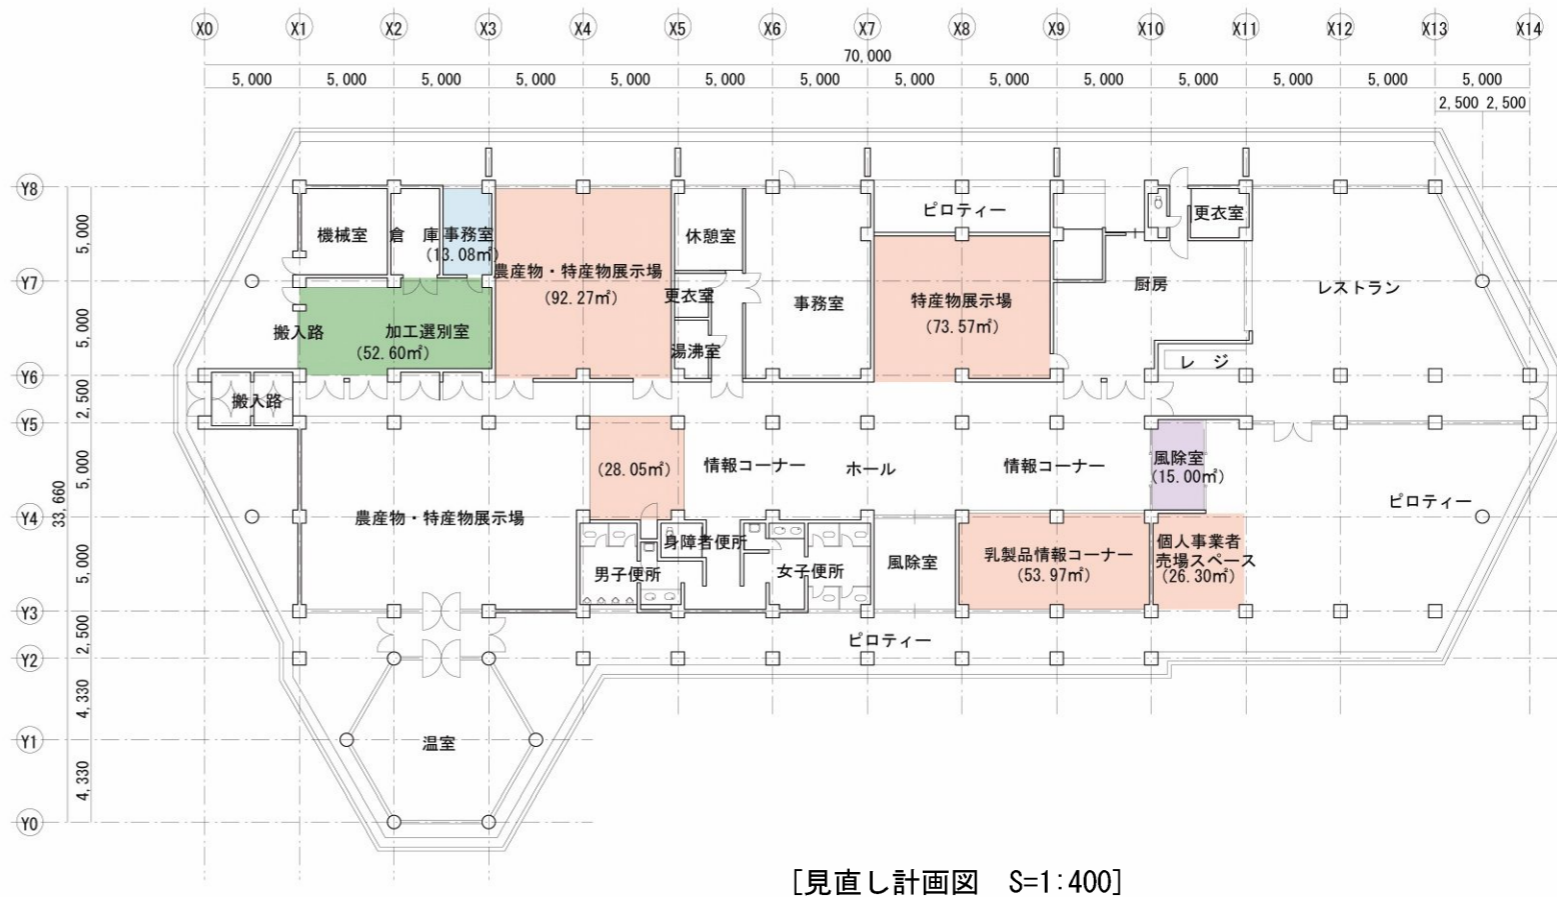 X0 X1 X2 X3 X4 X5 X6 X7 X8 X9 X10 X11 X12 X13 X14
70,000
5,000 5,000 5,000 5,000 5,000 5,000 5,000 5,000 5,000 5,000 5,000 5,000 5,000 5,000
2,500 2,500
Y8
Y7
Y6
Y5
Y4
Y3
Y2
Y1
Y0
5,000
5,000
2,500
5,000
5,000
2,500
4,330
4,330
33,660
機械室
倉 庫
事務室
(13.08㎡)
農産物・特産物展示場
(92.27㎡)
休憩室
更衣室
湯沸室
事務室
ピロティー
特産物展示場
(73.57㎡)
厨房
更衣室
レストラン
レ ジ
搬入路
加工選別室
(52.60㎡)
搬入路
農産物・特産物展示場
(28.05㎡)
情報コーナー
ホール
情報コーナー
風除室
(15.00㎡)
ピロティー
男子便所
身障者便所
女子便所
風除室
乳製品情報コーナー
(53.97㎡)
個人事業者
売場スペース
(26.30㎡)
ピロティー
温室
[見直し計画図 S=1:400]